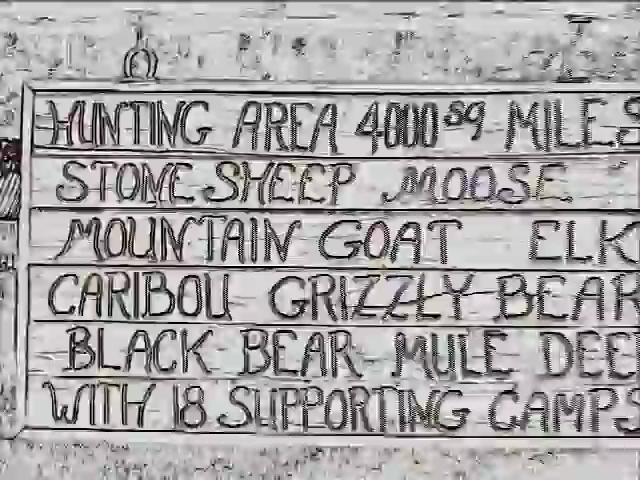 HUNTING AREA 4000 sq MILES
STONE SHEEP MOOSE
MOUNTAIN GOAT ELK
CARIBOU GRIZZLY BEAR
BLACK BEAR MULE DEE
WITH 18 SUPPORTING CAMPS